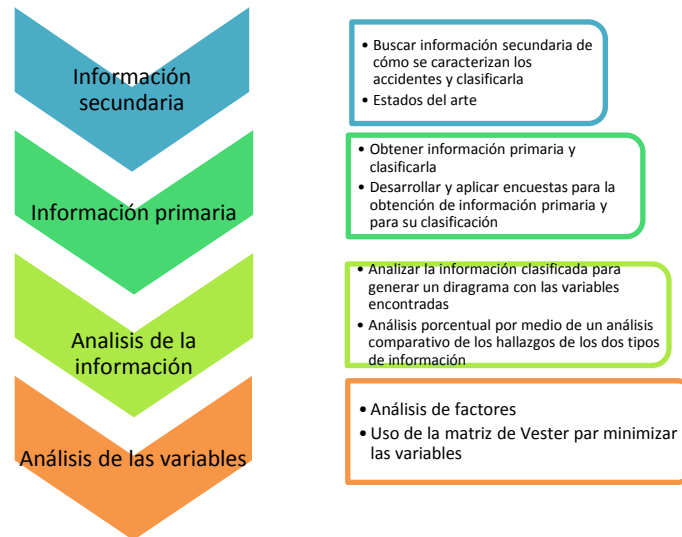 Información
secundaria
• Buscar información secundaria de
cómo se caracterizan los
accidentes y clasificarla
• Estados del arte
Información primaria
• Obtener información primaria y
clasificarla
• Desarrollar y aplicar encuestas para la
obtención de información primaria y
para su clasificación
Analisis de la
información
• Analizar la información clasificada para
generar un diragrama con las variables
encontradas
• Análisis porcentual por medio de un análisis
comparativo de los hallazgos de los dos tipos
de información
Análisis de las variables
• Análisis de factores
• Uso de la matriz de Vester par minimizar
las variables